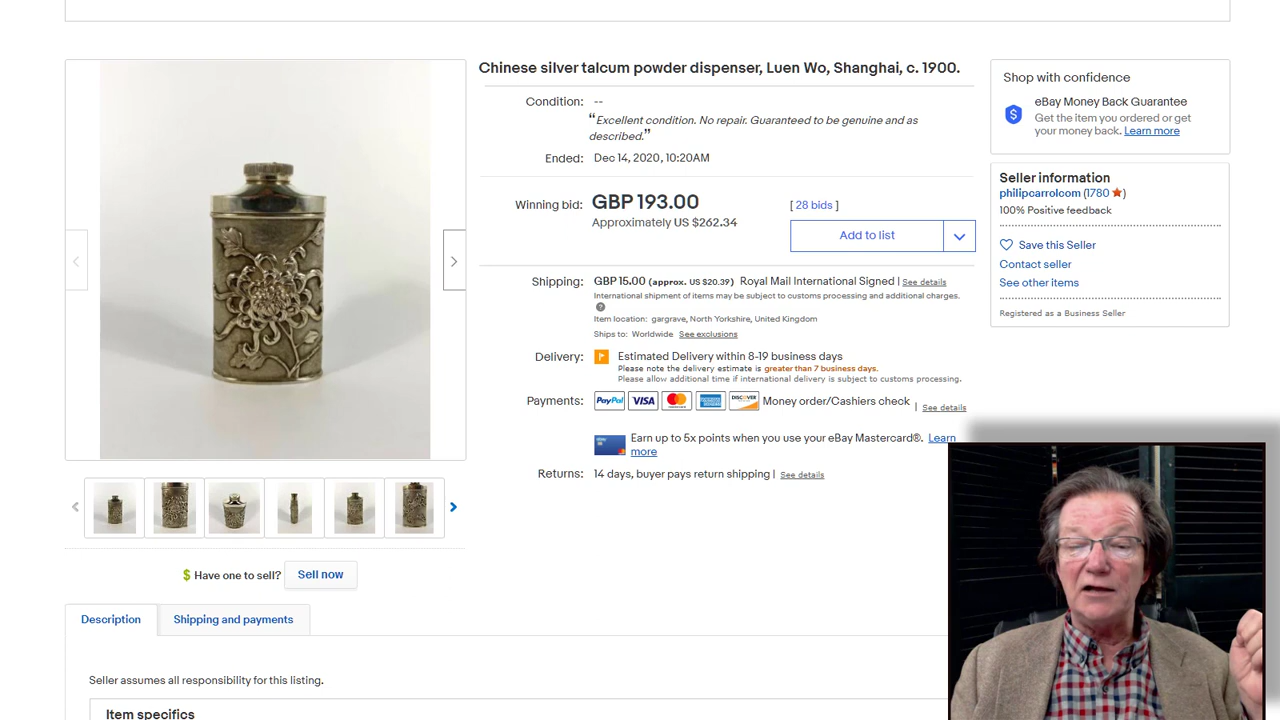 Chinese silver talcum powder dispenser, Luen Wo, Shanghai, c. 1900.
Condition: --
“Excellent condition. No repair. Guaranteed to be genuine and as
described.”
Ended: Dec 14, 2020, 10:20AM
Winning bid: GBP 193.00 [ 28 bids ]
Approximately US $262.34
Add to list
Shipping: GBP 15.00 (approx. US $20.39) Royal Mail International Signed | See details
International shipment of items may be subject to customs processing and additional charges.
?
Item location: gargrave, North Yorkshire, United Kingdom
Ships to: Worldwide See exclusions
Delivery: Estimated Delivery within 8-19 business days
Please note the delivery estimate is greater than 7 business days.
Please allow additional time if international delivery is subject to customs processing.
Payments: PayPal VISA DISCOVER Money order/Cashiers check | See details
Earn up to 5x points when you use your eBay Mastercard®. Learn
more
Returns: 14 days, buyer pays return shipping | See details
Shop with confidence
eBay Money Back Guarantee
Get the item you ordered or get
your money back. Learn more
Seller information
philipcarrolcom (1780 ★)
100% Positive feedback
Save this Seller
Contact seller
See other items
Registered as a Business Seller
$ Have one to sell? Sell now
Description Shipping and payments
Seller assumes all responsibility for this listing.
Item specifics